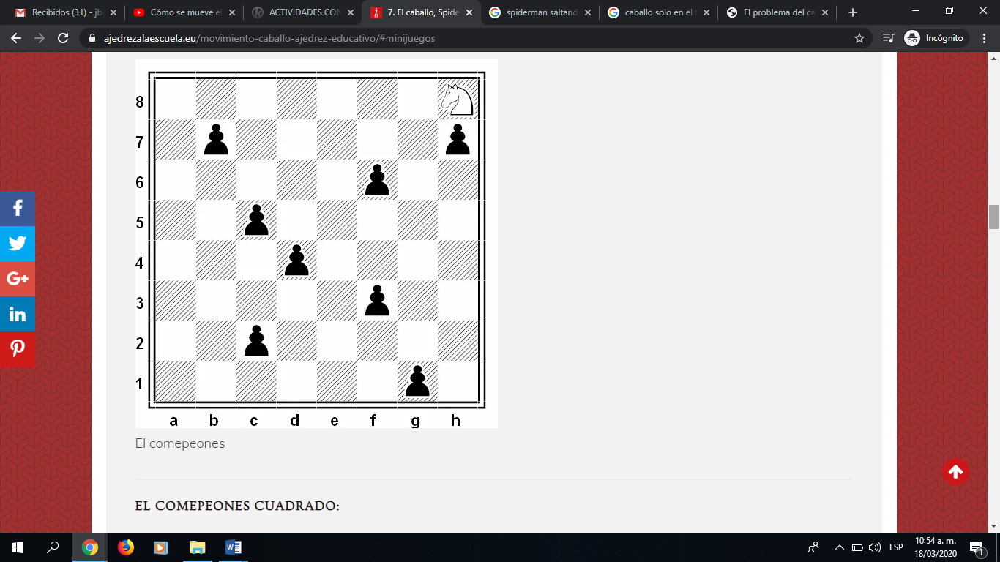 Recibidos (31) - jb
Cómo se mueve e
ACTIVIDADES CON
7. El caballo, Spide
spiderman saltand
caballo solo en el t
El problema del ca
ajedrezalaescuela.eu/movimiento-caballo-ajedrez-educativo/#minijuegos
Incógnito
8
7
6
5
4
3
2
1
a b c d e f g h
El comepeones
EL COMEPEONES CUADRADO:
f
G+
in
ESP
10:54 a. m.
18/03/2020
1